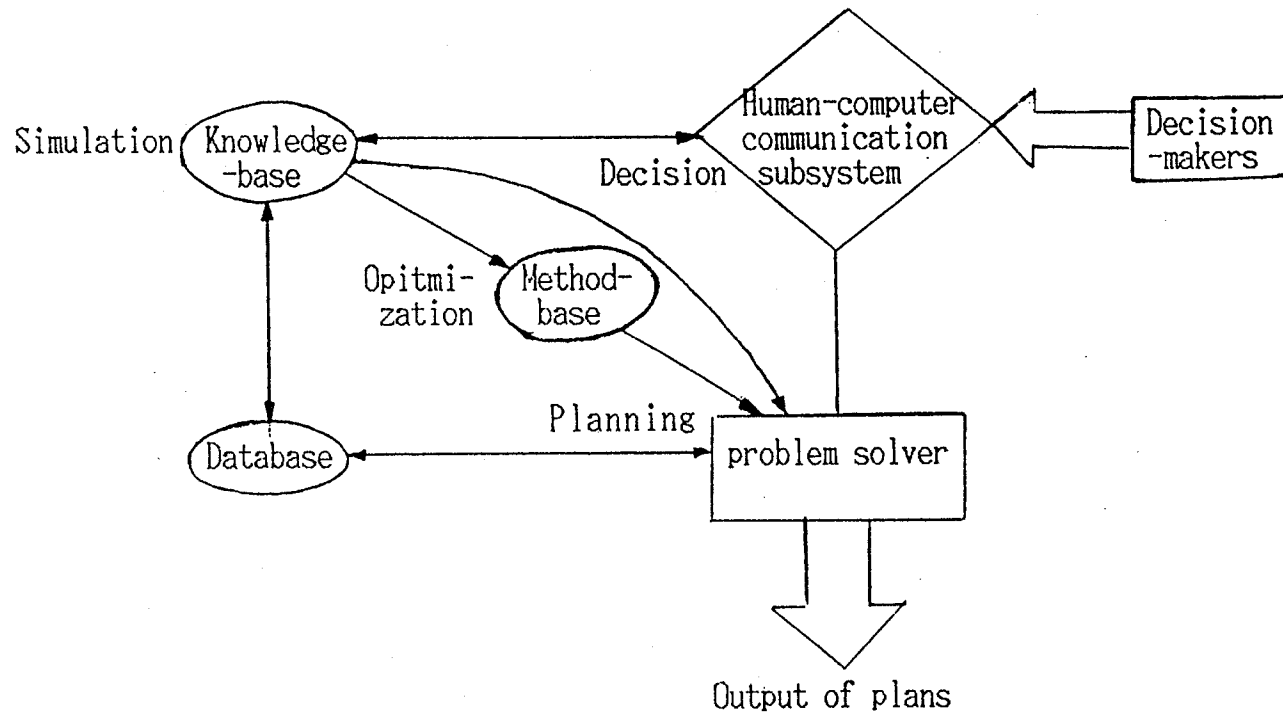 Simulation
Knowledge
-base
Human-computer
communication
subsystem
Decision
Decision
-makers
Opitmi-
zation
Method-
base
Planning
Database
problem solver
Output of plans